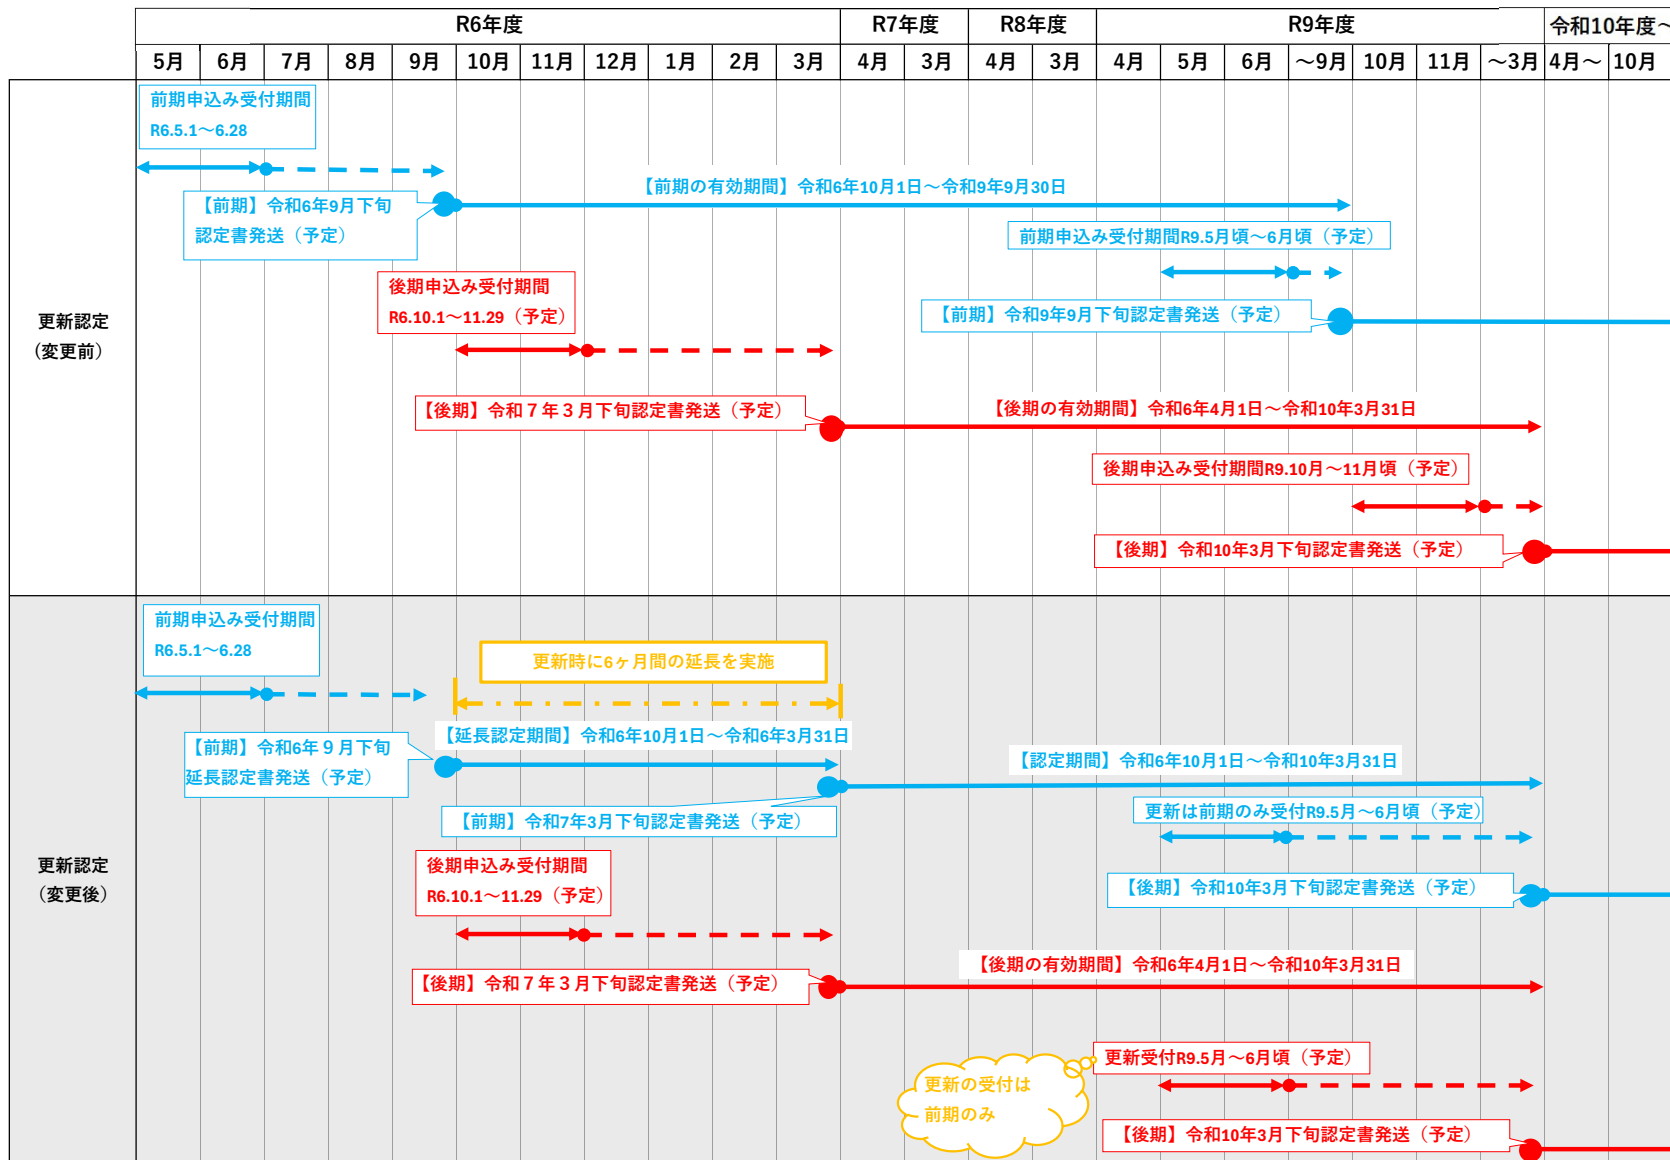 R6年度 R7年度 R8年度 R9年度 令和10年度～
5月 6月 7月 8月 9月 10月 11月 12月 1月 2月 3月 4月 3月 4月 3月 4月 5月 6月 ～9月 10月 11月 ～3月 4月～ 10月
更新認定
（変更前）
前期申込み受付期間
R6.5.1～6.28
【前期の有効期間】令和6年10月1日～令和9年9月30日
【前期】令和6年9月下旬
認定書発送（予定）
前期申込み受付期間R9.5月頃～6月頃（予定）
後期申込み受付期間
R6.10.1～11.29（予定）
【前期】令和9年9月下旬認定書発送（予定）
【後期】令和７年３月下旬認定書発送（予定）
【後期の有効期間】令和6年4月1日～令和10年3月31日
後期申込み受付期間R9.10月～11月頃（予定）
【後期】令和10年3月下旬認定書発送（予定）
更新認定
（変更後）
前期申込み受付期間
R6.5.1～6.28
更新時に6ヶ月間の延長を実施
【延長認定期間】令和6年10月1日～令和6年3月31日
【前期】令和6年９月下旬
延長認定書発送（予定）
【認定期間】令和6年10月1日～令和10年3月31日
【前期】令和7年3月下旬認定書発送（予定）
更新は前期のみ受付R9.5月～6月頃（予定）
後期申込み受付期間
R6.10.1～11.29（予定）
【後期】令和10年3月下旬認定書発送（予定）
【後期】令和７年３月下旬認定書発送（予定）
【後期の有効期間】令和6年4月1日～令和10年3月31日
更新の受付は
前期のみ
更新受付R9.5月～6月頃（予定）
【後期】令和10年3月下旬認定書発送（予定）